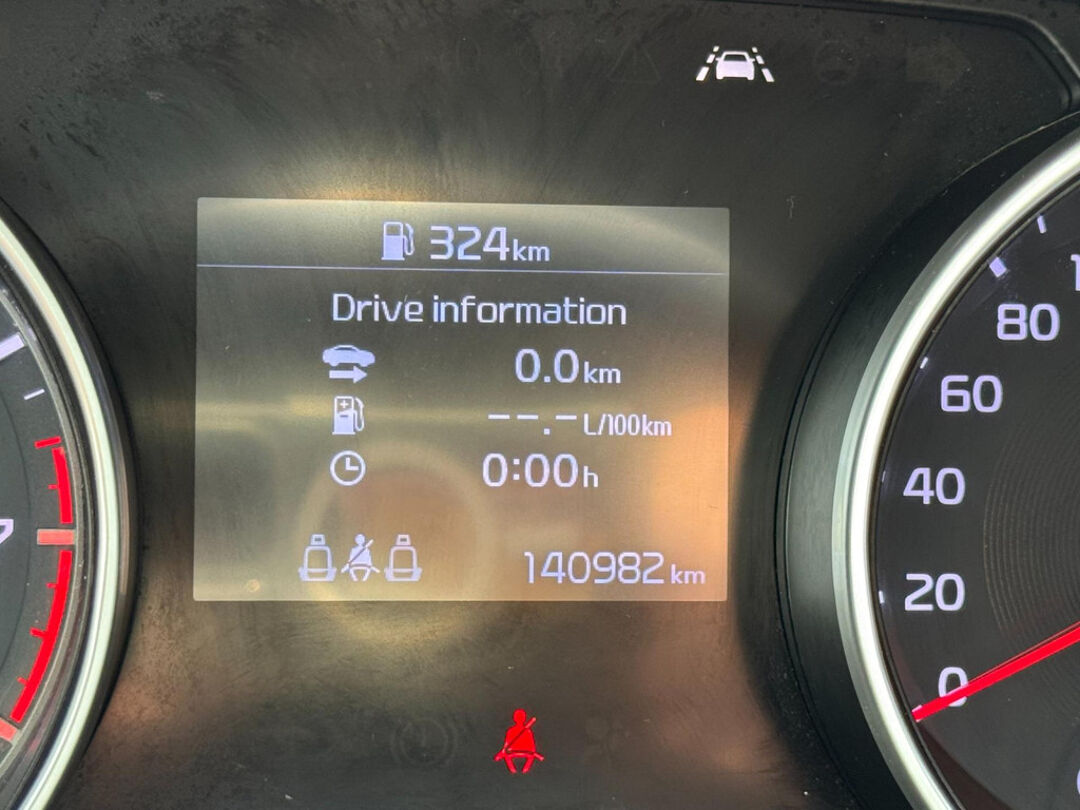 324km
Drive information
0.0km
--.-L/100km
0:00h
140982km
80
60
40
20
0